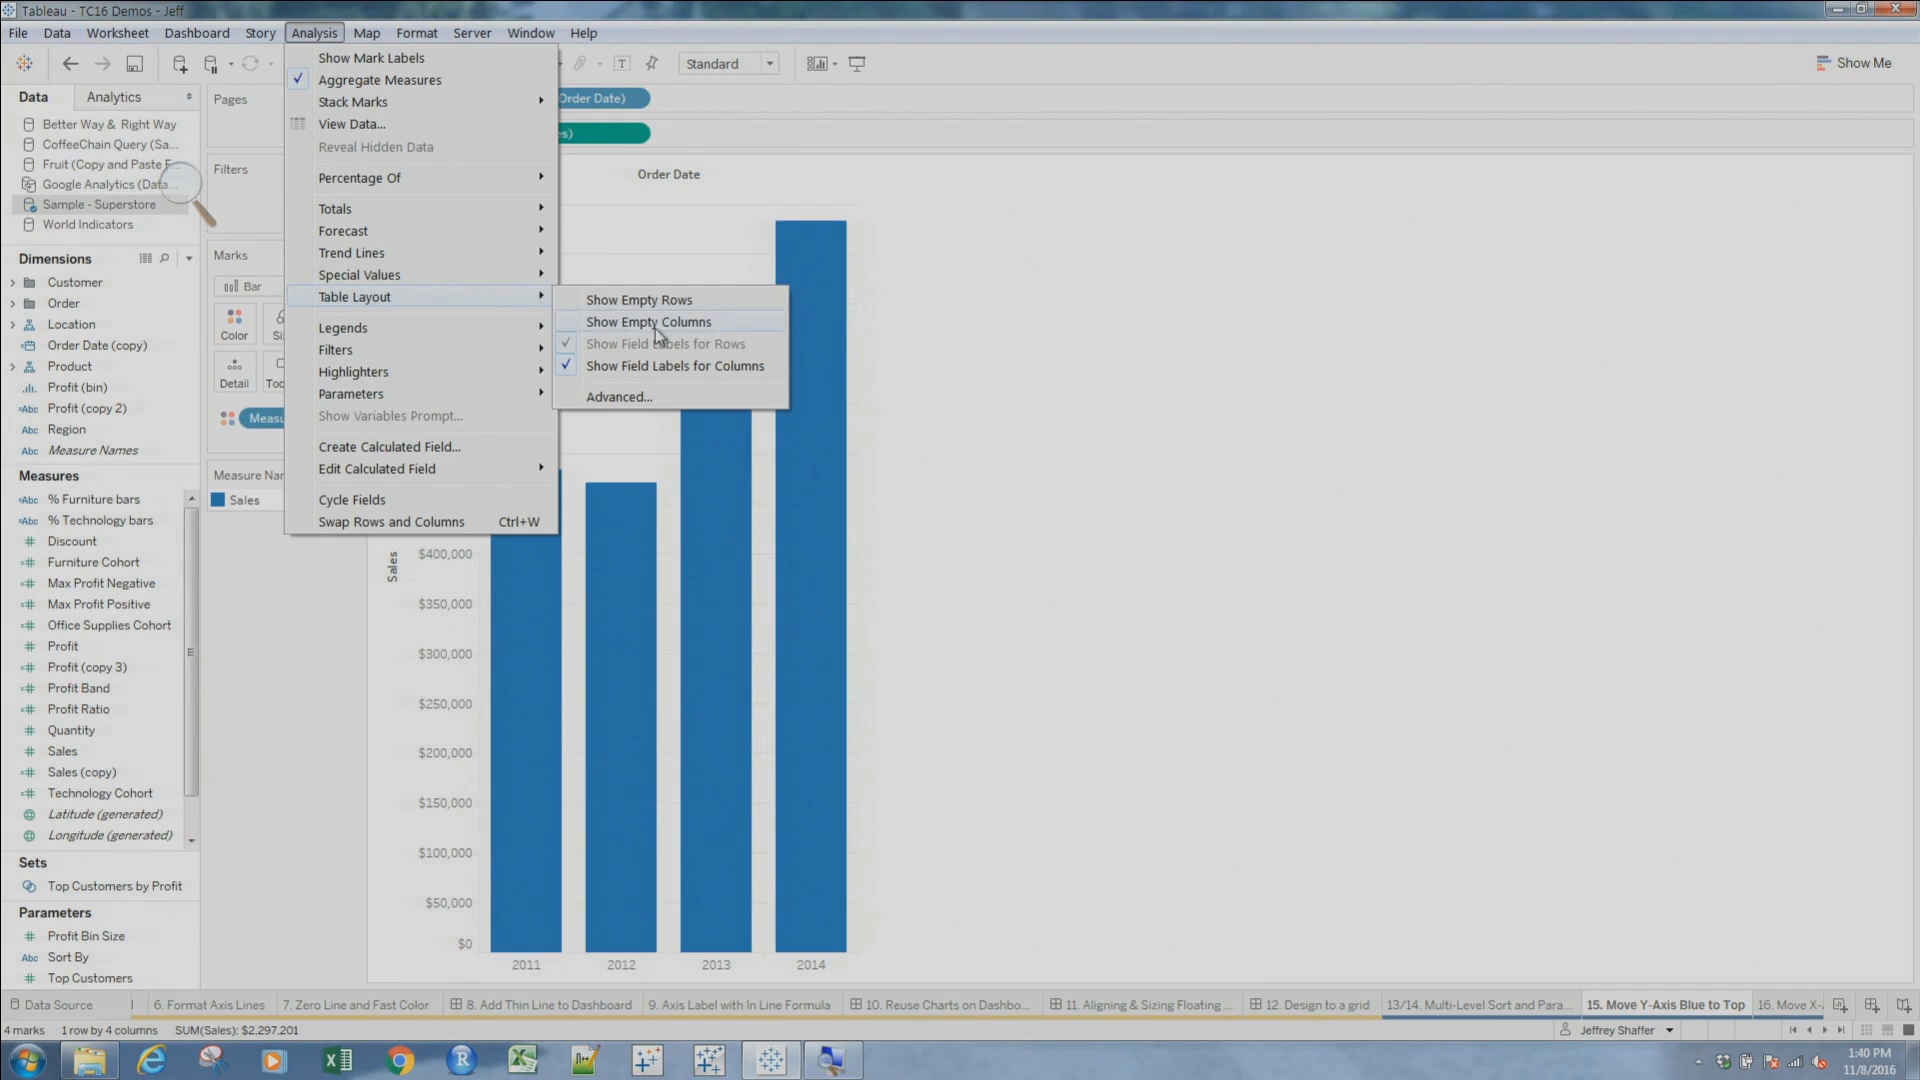 Tableau - TC16 Demos - Jeff
File Data Worksheet Dashboard Story Analysis Map Format Server Window Help
Standard
Show Me
Data
Analytics
Better Way & Right Way
CoffeeChain Query (Sa...
Fruit (Copy and Paste
Google Analytics (Data...
Sample - Superstore
World Indicators
Dimensions
Customer
Order
Location
Order Date (copy)
Product
Profit (bin)
Profit (copy 2)
Region
Measure Names
Measures
% Furniture bars
% Technology bars
Discount
Furniture Cohort
Max Profit Negative
Max Profit Positive
Office Supplies Cohort
Profit
Profit (copy 3)
Profit Band
Profit Ratio
Quantity
Sales
Sales (copy)
Technology Cohort
Latitude (generated)
Longitude (generated)
Sets
Top Customers by Profit
Parameters
Profit Bin Size
Sort By
Top Customers
Pages
Filters
Marks
Bar
Color
Detail
Measu
Measure Nar
Sales
Show Mark Labels
Aggregate Measures
Stack Marks
View Data...
Reveal Hidden Data
Percentage Of
Totals
Forecast
Trend Lines
Special Values
Table Layout
Legends
Filters
Highlighters
Parameters
Show Variables Prompt...
Create Calculated Field...
Edit Calculated Field
Cycle Fields
Swap Rows and Columns Ctrl+W
Show Empty Rows
Show Empty Columns
Show Field Labels for Rows
Show Field Labels for Columns
Advanced...
Order Date)
es)
Order Date
Sales
$400,000
$350,000
$300,000
$250,000
$200,000
$150,000
$100,000
$50,000
$0
2011 2012 2013 2014
Data Source
6. Format Axis Lines
7. Zero Line and Fast Color
8. Add Thin Line to Dashboard
9. Axis Label with In Line Formula
10. Reuse Charts on Dashbo...
11. Aligning & Sizing Floating ...
12. Design to a grid
13/14. Multi-Level Sort and Para...
15. Move Y-Axis Blue to Top
16. Move X-
4 marks 1 row by 4 columns SUM(Sales): $2,297,201
Jeffrey Shaffer
1:40 PM
11/8/2016